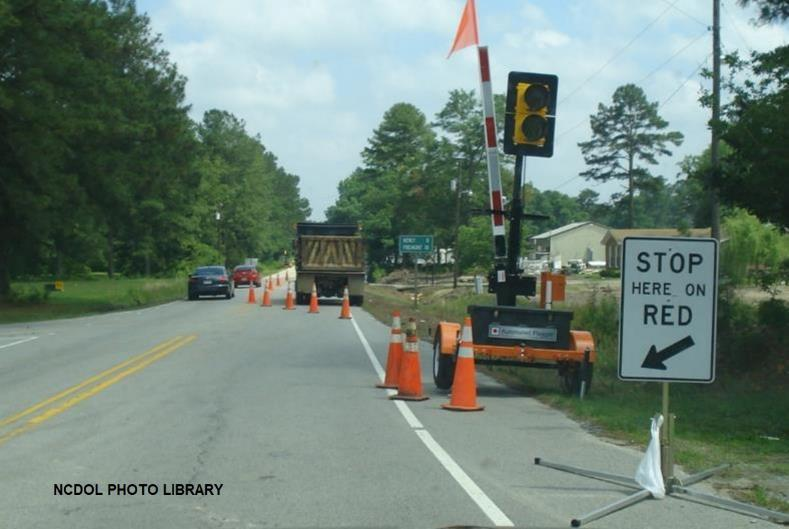 STOP
HERE ON
RED
Automated Flagger
NCDOL PHOTO LIBRARY